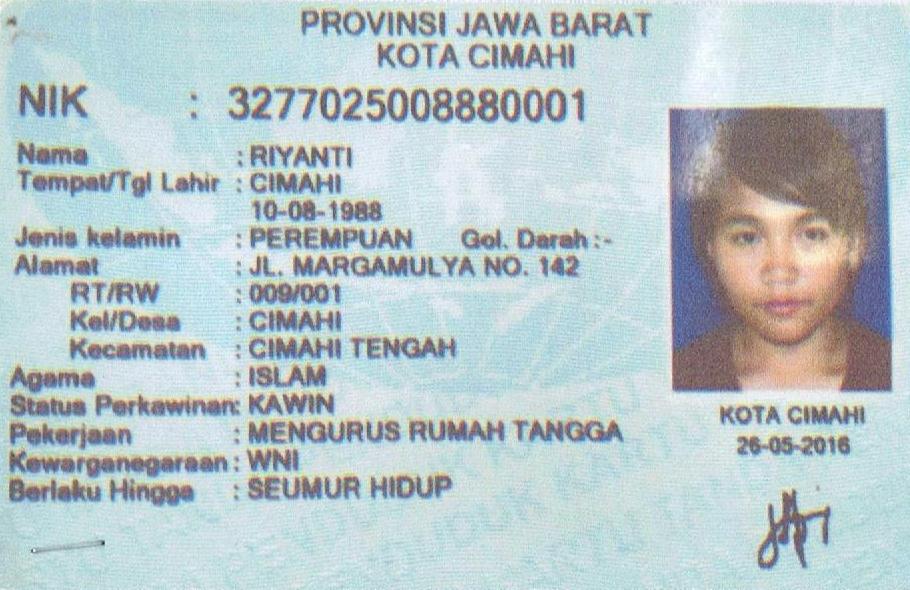 PROVINSI JAWA BARAT
KOTA CIMAHI
NIK : 3277025008880001
Nama : RIYANTI
Tempat/Tgl Lahir : CIMAHI
10-08-1988
Jenis kelamin : PEREMPUAN Gol. Darah :-
Alamat : JL. MARGAMULYA NO. 142
RT/RW : 009/001
Kel/Desa : CIMAHI
Kecamatan : CIMAHI TENGAH
Agama : ISLAM
Status Perkawinan: KAWIN
Pekerjaan : MENGURUS RUMAH TANGGA
Kewarganegaraan : WNI
Berlaku Hingga : SEUMUR HIDUP
KOTA CIMAHI
26-05-2016